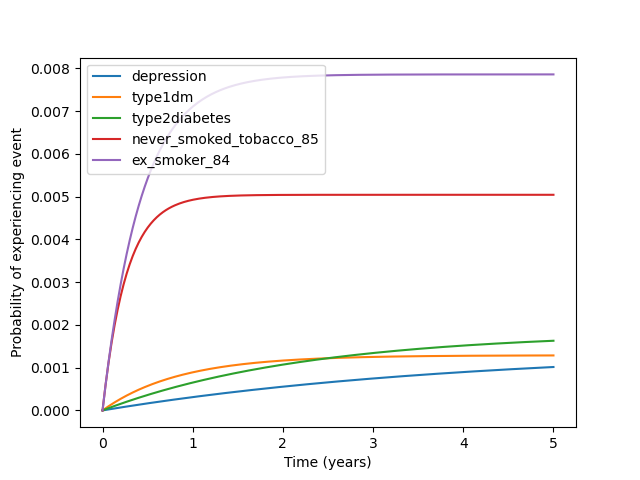 depression
type1dm
type2diabetes
never_smoked_tobacco_85
ex_smoker_84
0.008
0.007
0.006
0.005
0.004
0.003
0.002
0.001
0.000
Probability of experiencing event
0 1 2 3 4 5
Time (years)